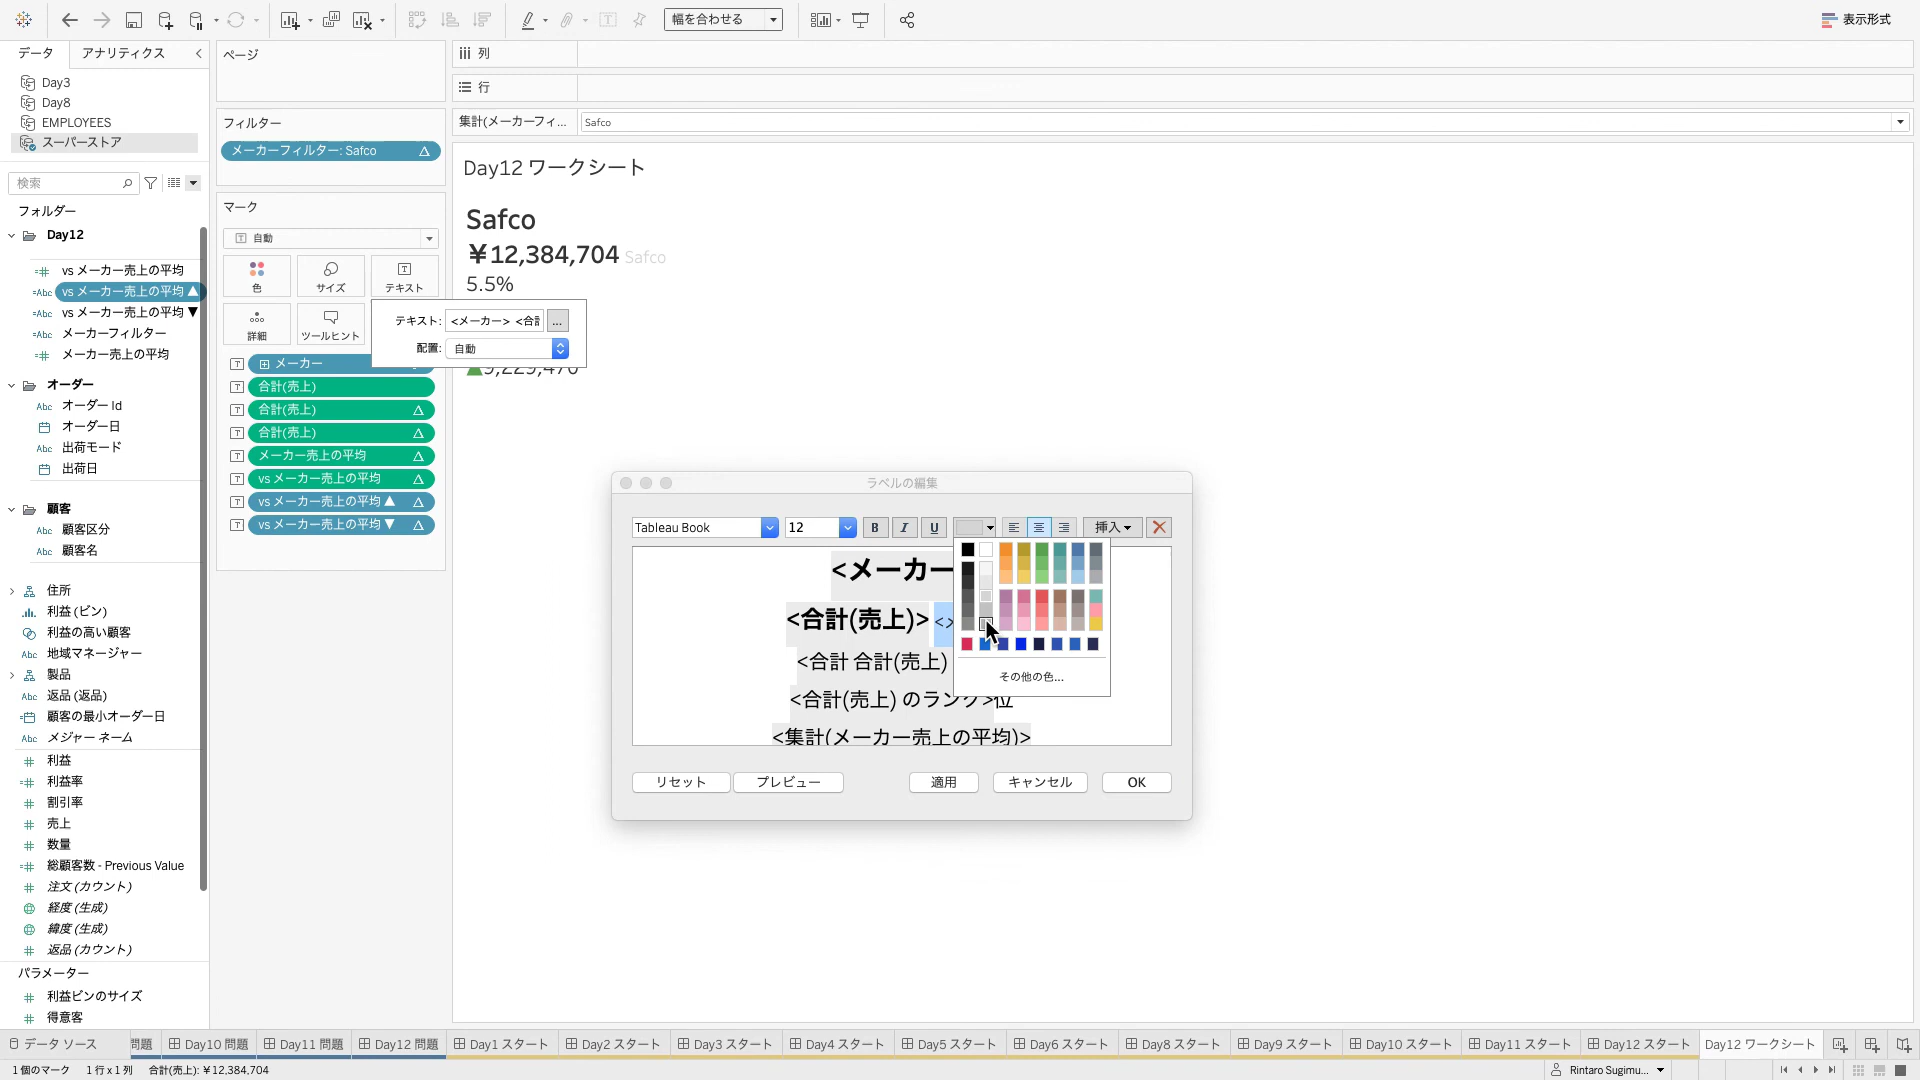 幅を合わせる
表示形式
データ
アナリティクス
Day3
Day8
EMPLOYEES
スーパーストア
検索
フォルダー
Day12
vs メーカー売上の平均
vs メーカー売上の平均 ▲
vs メーカー売上の平均 ▼
メーカーフィルター
メーカー売上の平均
オーダー
オーダー Id
オーダー日
出荷モード
出荷日
顧客
顧客区分
顧客名
住所
利益 (ビン)
利益の高い顧客
地域マネージャー
製品
返品 (返品)
顧客の最小オーダー日
メジャー ネーム
利益
利益率
割引率
売上
数量
総顧客数 - Previous Value
注文 (カウント)
経度 (生成)
緯度 (生成)
返品 (カウント)
パラメーター
利益ビンのサイズ
得意客
ページ
フィルター
メーカーフィルター: Safco
マーク
自動
色
サイズ
テキスト
詳細
ツールヒント
テキスト: <メーカー> <合計 ...
配置: 自動
メーカー
合計(売上)
合計(売上)
合計(売上)
メーカー売上の平均
vs メーカー売上の平均
vs メーカー売上の平均 ▲
vs メーカー売上の平均 ▼
列
行
集計(メーカーフィ...
Safco
Day12 ワークシート
Safco
¥12,384,704 Safco
5.5%
▲9,229,470
ラベルの編集
Tableau Book
12
B I U
挿入
<メーカー
<合計(売上)> <>
<合計 合計(売上)
<合計(売上) のランク>位
<集計(メーカー売上の平均)>
その他の色...
リセット
プレビュー
適用
キャンセル
OK
データ ソース
問題
Day10 問題
Day11 問題
Day12 問題
Day1 スタート
Day2 スタート
Day3 スタート
Day4 スタート
Day5 スタート
Day6 スタート
Day8 スタート
Day9 スタート
Day10 スタート
Day11 スタート
Day12 スタート
Day12 ワークシート
1 個のマーク
1 行 x 1 列
合計(売上): ¥12,384,704
Rintaro Sugimu...